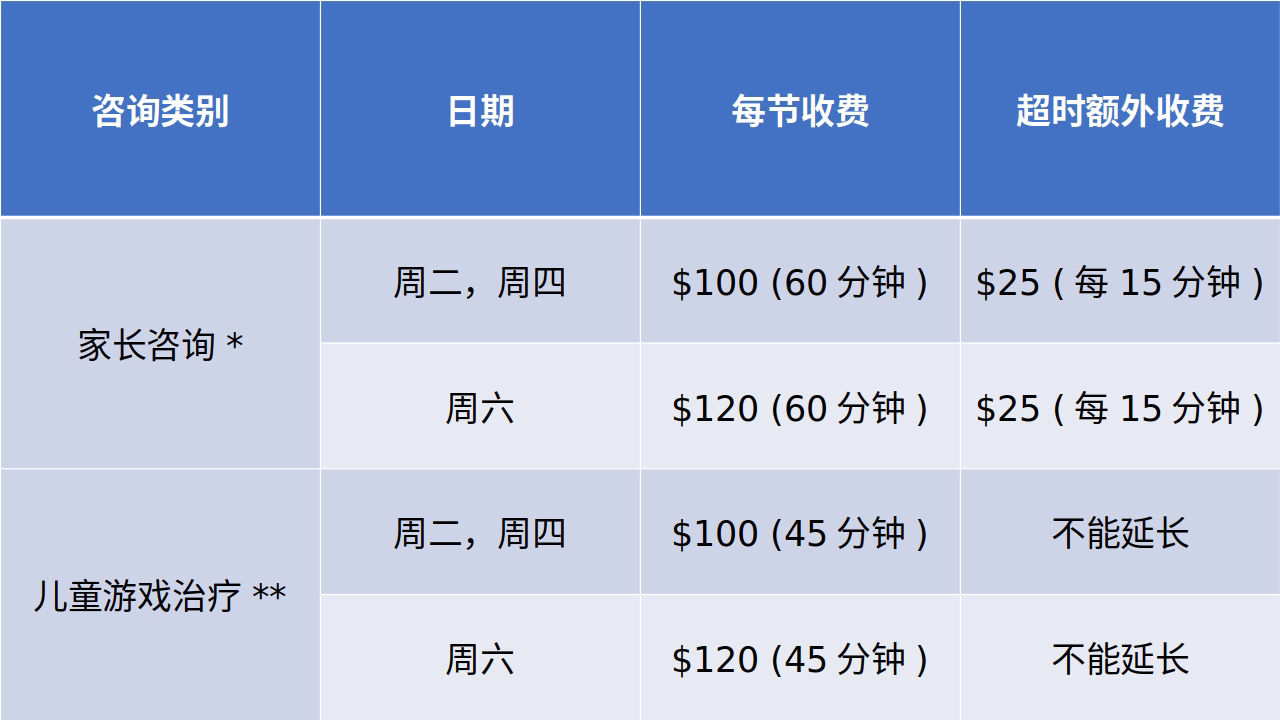 咨询类别 日期 每节收费 超时额外收费
家长咨询 *
周二，周四 $100 (60 分钟 ) $25 ( 每 15 分钟 )
周六 $120 (60 分钟 ) $25 ( 每 15 分钟 )
儿童游戏治疗 **
周二，周四 $100 (45 分钟 ) 不能延长
周六 $120 (45 分钟 ) 不能延长